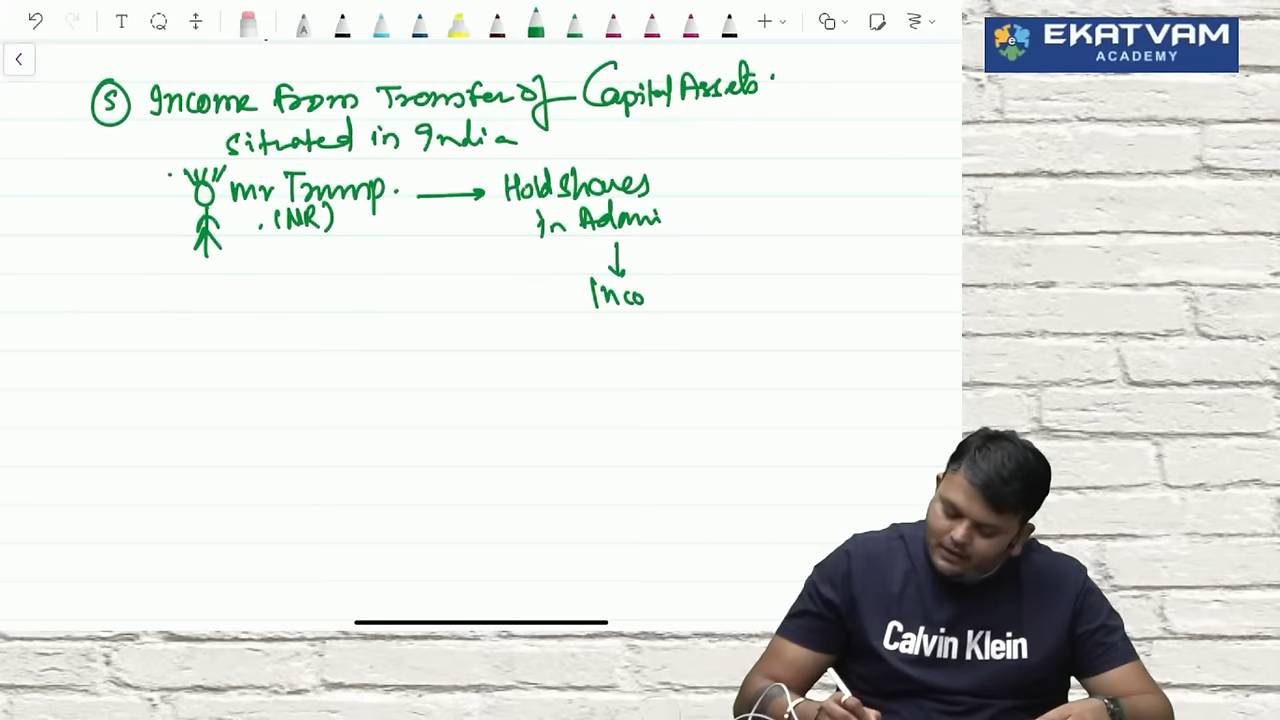 EKATVAM
ACADEMY
5 Income from Transfer of Capital Assets
situated in India
Mr Trump. → Hold shares
(NR) in Adani
↓
Inco
Calvin Klein